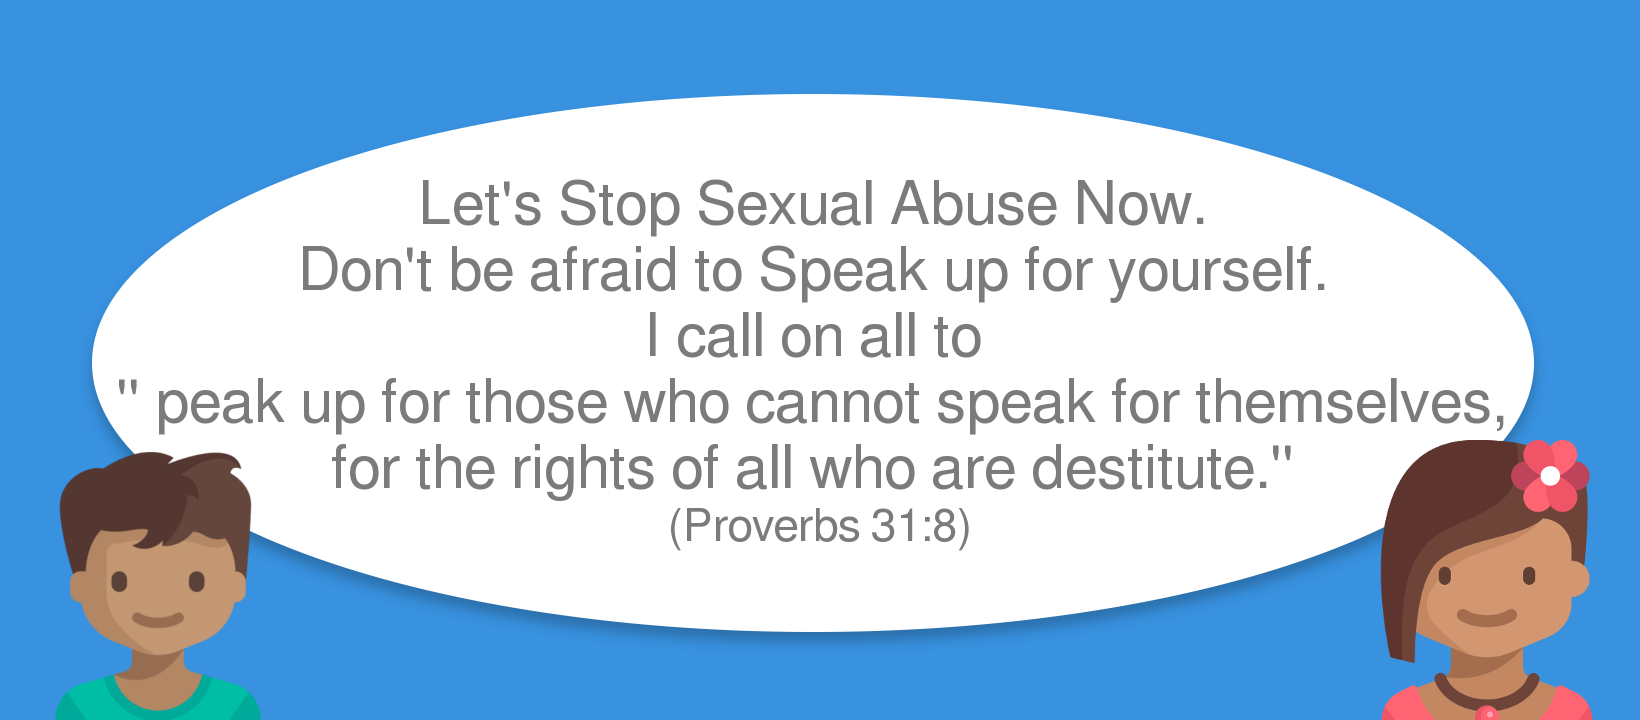 Let's Stop Sexual Abuse Now.
Don't be afraid to Speak up for yourself.
I call on all to
" peak up for those who cannot speak for themselves,
for the rights of all who are destitute."
(Proverbs 31:8)